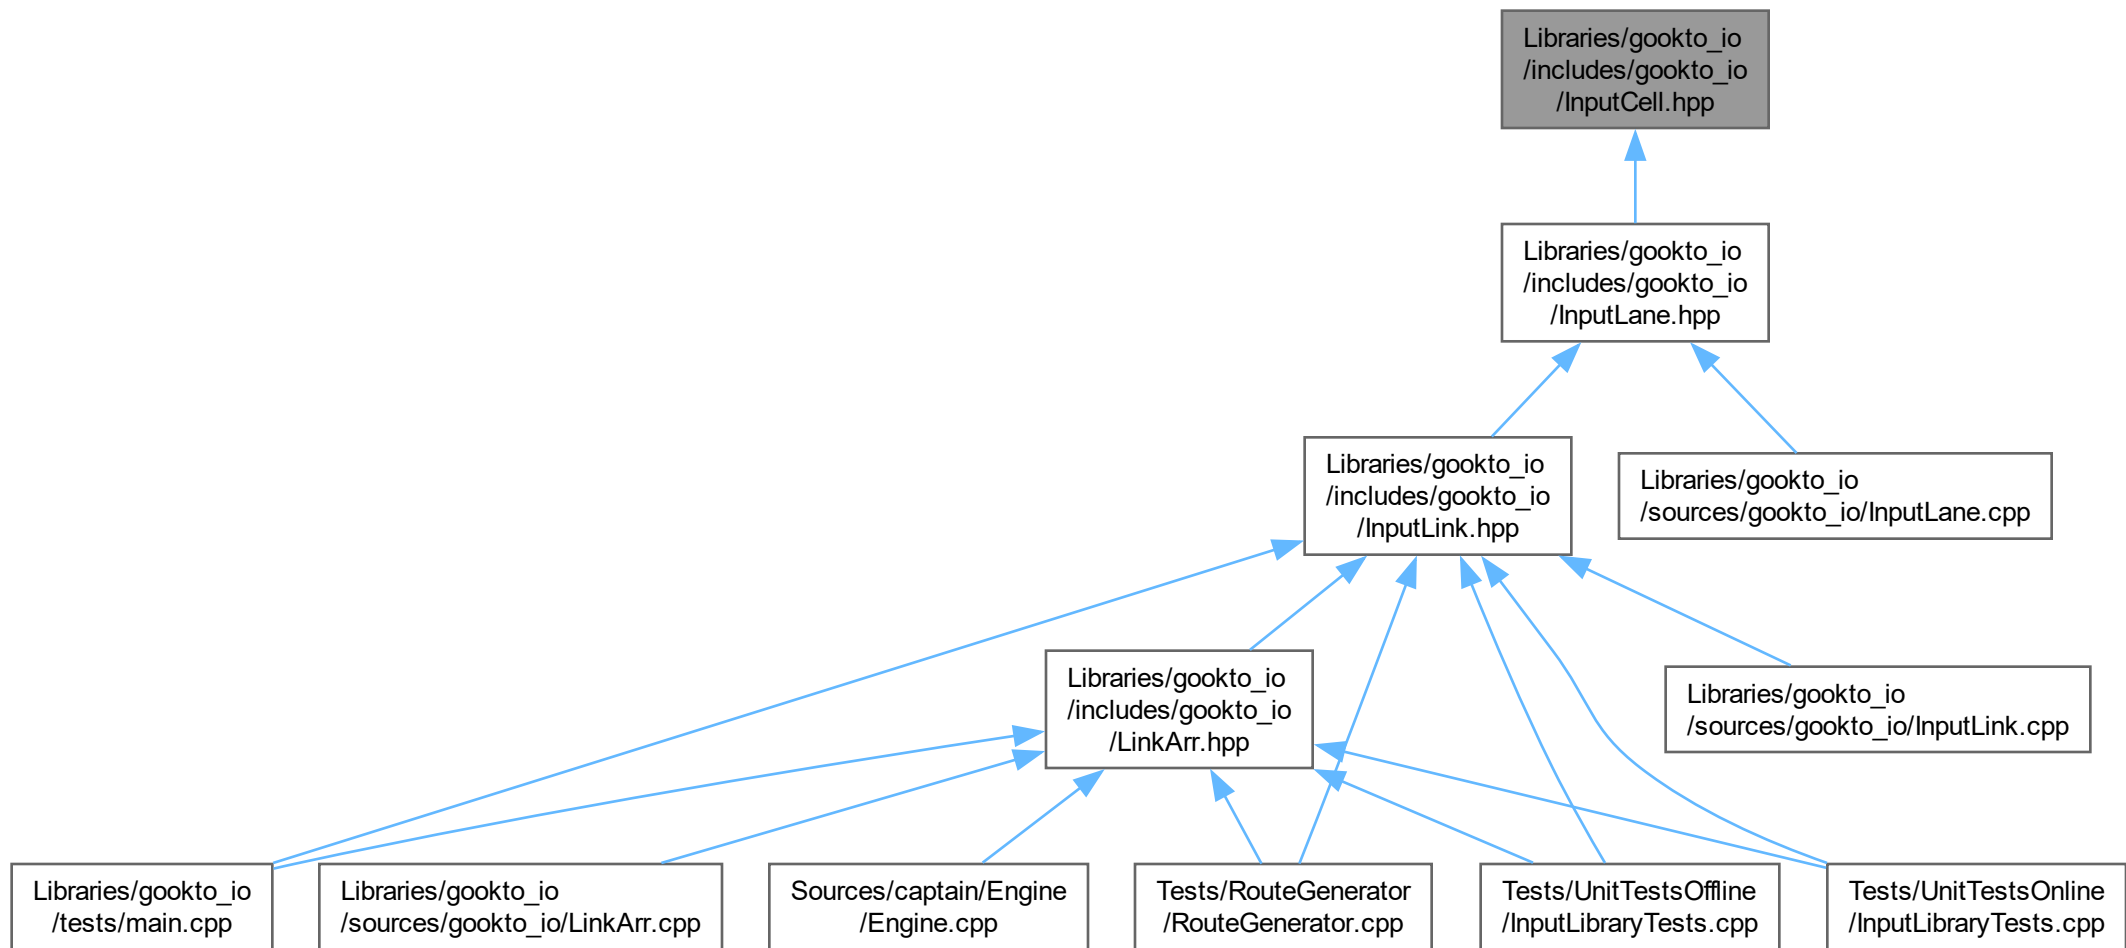 Libraries/gookto_io
/includes/gookto_io
/InputCell.hpp
Libraries/gookto_io
/includes/gookto_io
/InputLane.hpp
Libraries/gookto_io
/includes/gookto_io
/InputLink.hpp
Libraries/gookto_io
/sources/gookto_io/InputLane.cpp
Libraries/gookto_io
/includes/gookto_io
/LinkArr.hpp
Libraries/gookto_io
/sources/gookto_io/InputLink.cpp
Libraries/gookto_io
/tests/main.cpp
Libraries/gookto_io
/sources/gookto_io/LinkArr.cpp
Sources/captain/Engine
/Engine.cpp
Tests/RouteGenerator
/RouteGenerator.cpp
Tests/UnitTestsOffline
/InputLibraryTests.cpp
Tests/UnitTestsOnline
/InputLibraryTests.cpp